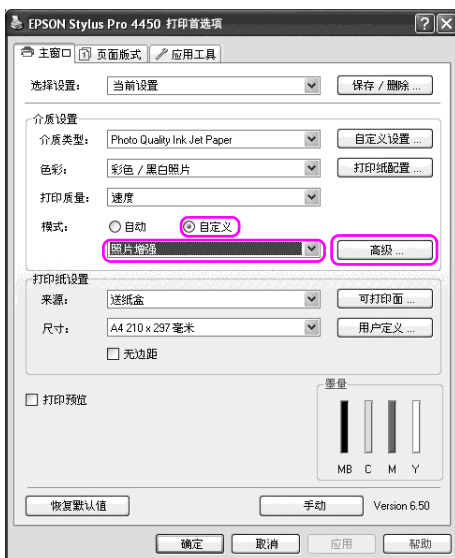 EPSON Stylus Pro 4450 打印首选项
主窗口 页面版式 应用工具
选择设置： 当前设置 保存 / 删除 ...
介质设置
介质类型： Photo Quality Ink Jet Paper 自定义设置 ...
色彩： 彩色 / 黑白照片 打印纸配置 ...
打印质量： 速度
模式： 自动 自定义
照片增强 高级 ...
打印纸设置
来源： 送纸盒 可打印面 ...
尺寸： A4 210 x 297 毫米 用户定义 ...
无边距
打印预览 墨量
MB C M Y
恢复默认值 手动 Version 6.50
确定 取消 应用 帮助